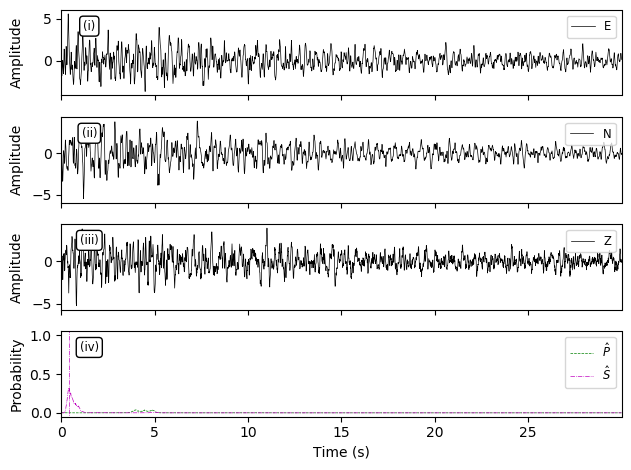 5
0
Amplitude
(i)
E
0
−5
Amplitude
(ii)
N
0
−5
Amplitude
(iii)
Z
1.0
0.5
0.0
Probability
(iv)
P̂
Ŝ
0 5 10 15 20 25
Time (s)